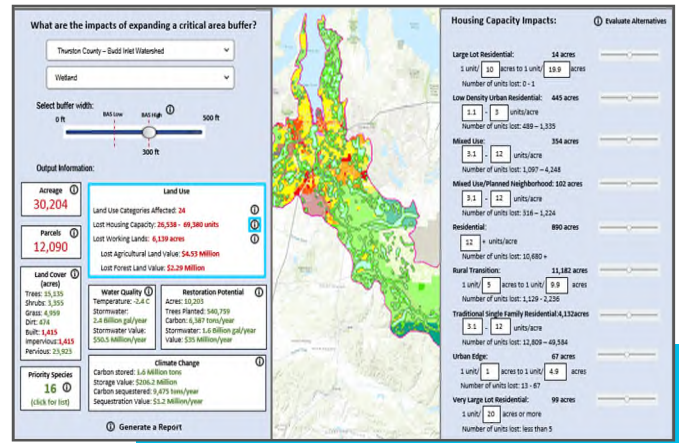 What are the impacts of expanding a critical area buffer?
Thurston County – Budd Inlet Watershed
Wetland
Select buffer width:
0 ft
BAS Low
BAS High
500 ft
300 ft
Output Information:
Acreage
30,204
Parcels
12,090
Land Cover
(acres)
Trees: 15,135
Shrubs: 3,355
Grass: 4,959
Dirt: 474
Built: 1,415
Impervious:1,415
Pervious: 23,923
Priority Species
16
(click for list)
Land Use
Land Use Categories Affected: 24
Lost Housing Capacity: 26,538 - 69,380 units
Lost Working Lands: 6,139 acres
Lost Agricultural Land Value: $4.53 Million
Lost Forest Land Value: $2.29 Million
Water Quality
Temperature: -2.4 C
Stormwater:
2.4 Billion gal/year
Stormwater Value:
$50.5 Million/year
Restoration Potential
Acres: 10,203
Trees Planted: 540,759
Carbon: 6,387 tons/year
Stormwater: 1.6 Billion gal/year
Value: $35 Million/year
Climate Change
Carbon stored: 1.6 Million tons
Storage Value: $206.2 Million
Carbon sequestered: 9,475 tons/year
Sequestration Value: $1.2 Million/year
Generate a Report
Housing Capacity Impacts:
Evaluate Alternatives
Large Lot Residential: 14 acres
1 unit/ 10 acres to 1 unit/ 19.9 acres
Number of units lost: 0 - 1
Low Density Urban Residential: 445 acres
1.1 - 3 units/acre
Number of units lost: 489 – 1,335
Mixed Use: 354 acres
3.1 - 12 units/acre
Number of units lost: 1,097 – 4,248
Mixed Use/Planned Neighborhood: 102 acres
3.1 - 12 units/acre
Number of units lost: 316 – 1,224
Residential: 890 acres
12 + units/acre
Number of units lost: 10,680 +
Rural Transition: 11,182 acres
1 unit/ 5 acres to 1 unit/ 9.9 acres
Number of units lost: 1,129 - 2,236
Traditional Single Family Residential:4,132acres
3.1 - 12 units/acre
Number of units lost: 12,809 – 49,584
Urban Edge: 67 acres
1 unit/ 1 acres to 1 unit/ 4.9 acres
Number of units lost: 13 - 67
Very Large Lot Residential: 99 acres
1 unit/ 20 acres or more
Number of units lost: less than 5